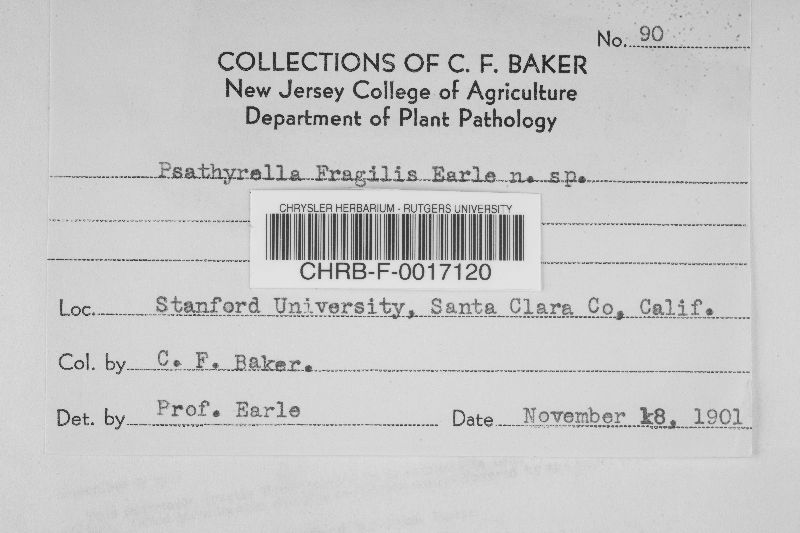 No. 90
COLLECTIONS OF C. F. BAKER
New Jersey College of Agriculture
Department of Plant Pathology
Psathyrella Fragilis Earle n. sp.
CHRYSLER HERBARIUM - RUTGERS UNIVERSITY
CHRB-F-0017120
Loc. Stanford University, Santa Clara Co, Calif.
Col. by C. F. Baker.
Det. by Prof. Earle Date November 18, 1901